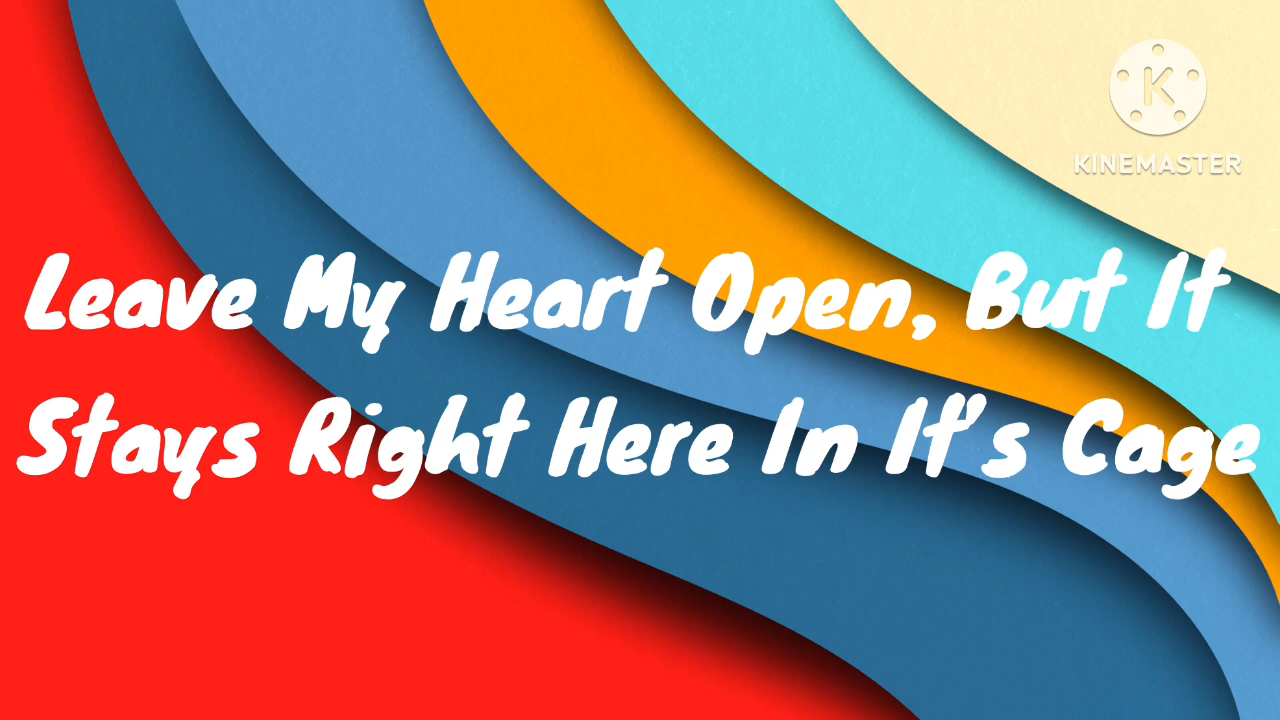 K
KINEMASTER
Leave My Heart Open, But It
Stays Right Here In It's Cage